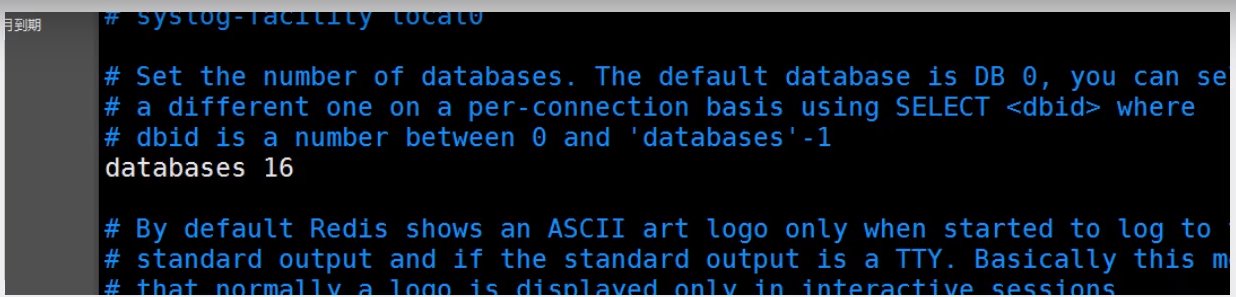 月到期
# syslog-facility local0
# Set the number of databases. The default database is DB 0, you can se
# a different one on a per-connection basis using SELECT <dbid> where
# dbid is a number between 0 and 'databases'-1
databases 16
# By default Redis shows an ASCII art logo only when started to log to
# standard output and if the standard output is a TTY. Basically this m
# that normally a logo is displayed only in interactive sessions